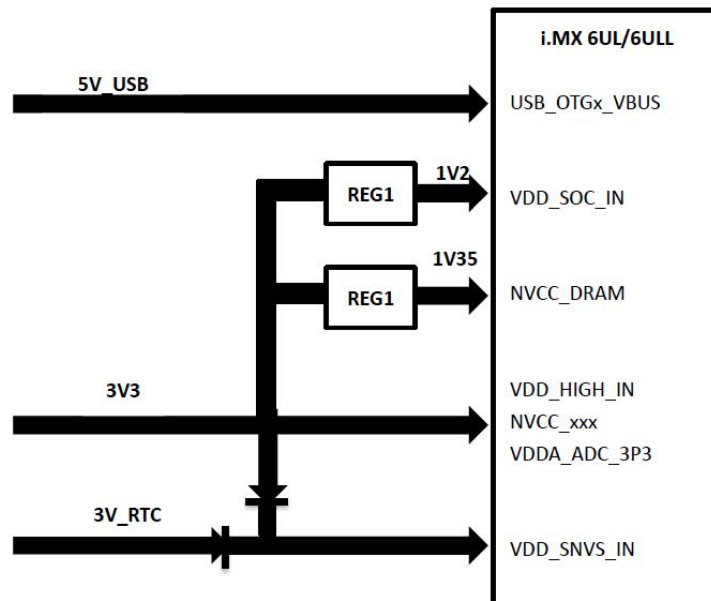 i.MX 6UL/6ULL
5V_USB
USB_OTGx_VBUS
REG1
1V2
VDD_SOC_IN
REG1
1V35
NVCC_DRAM
3V3
VDD_HIGH_IN
NVCC_xxx
VDDA_ADC_3P3
3V_RTC
VDD_SNVS_IN